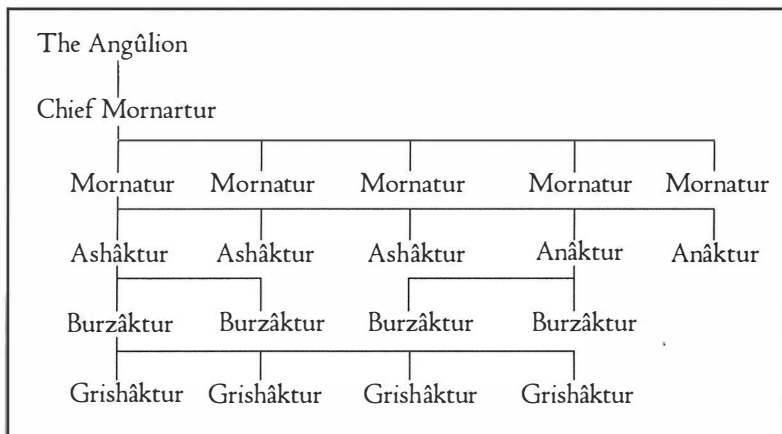 The Angûlion
Chief Mornartur
Mornatur Mornatur Mornatur Mornatur Mornatur
Ashâktur Ashâktur Ashâktur Anâktur Anâktur
Burzâktur Burzâktur Burzâktur Burzâktur
Grishâktur Grishâktur Grishâktur Grishâktur